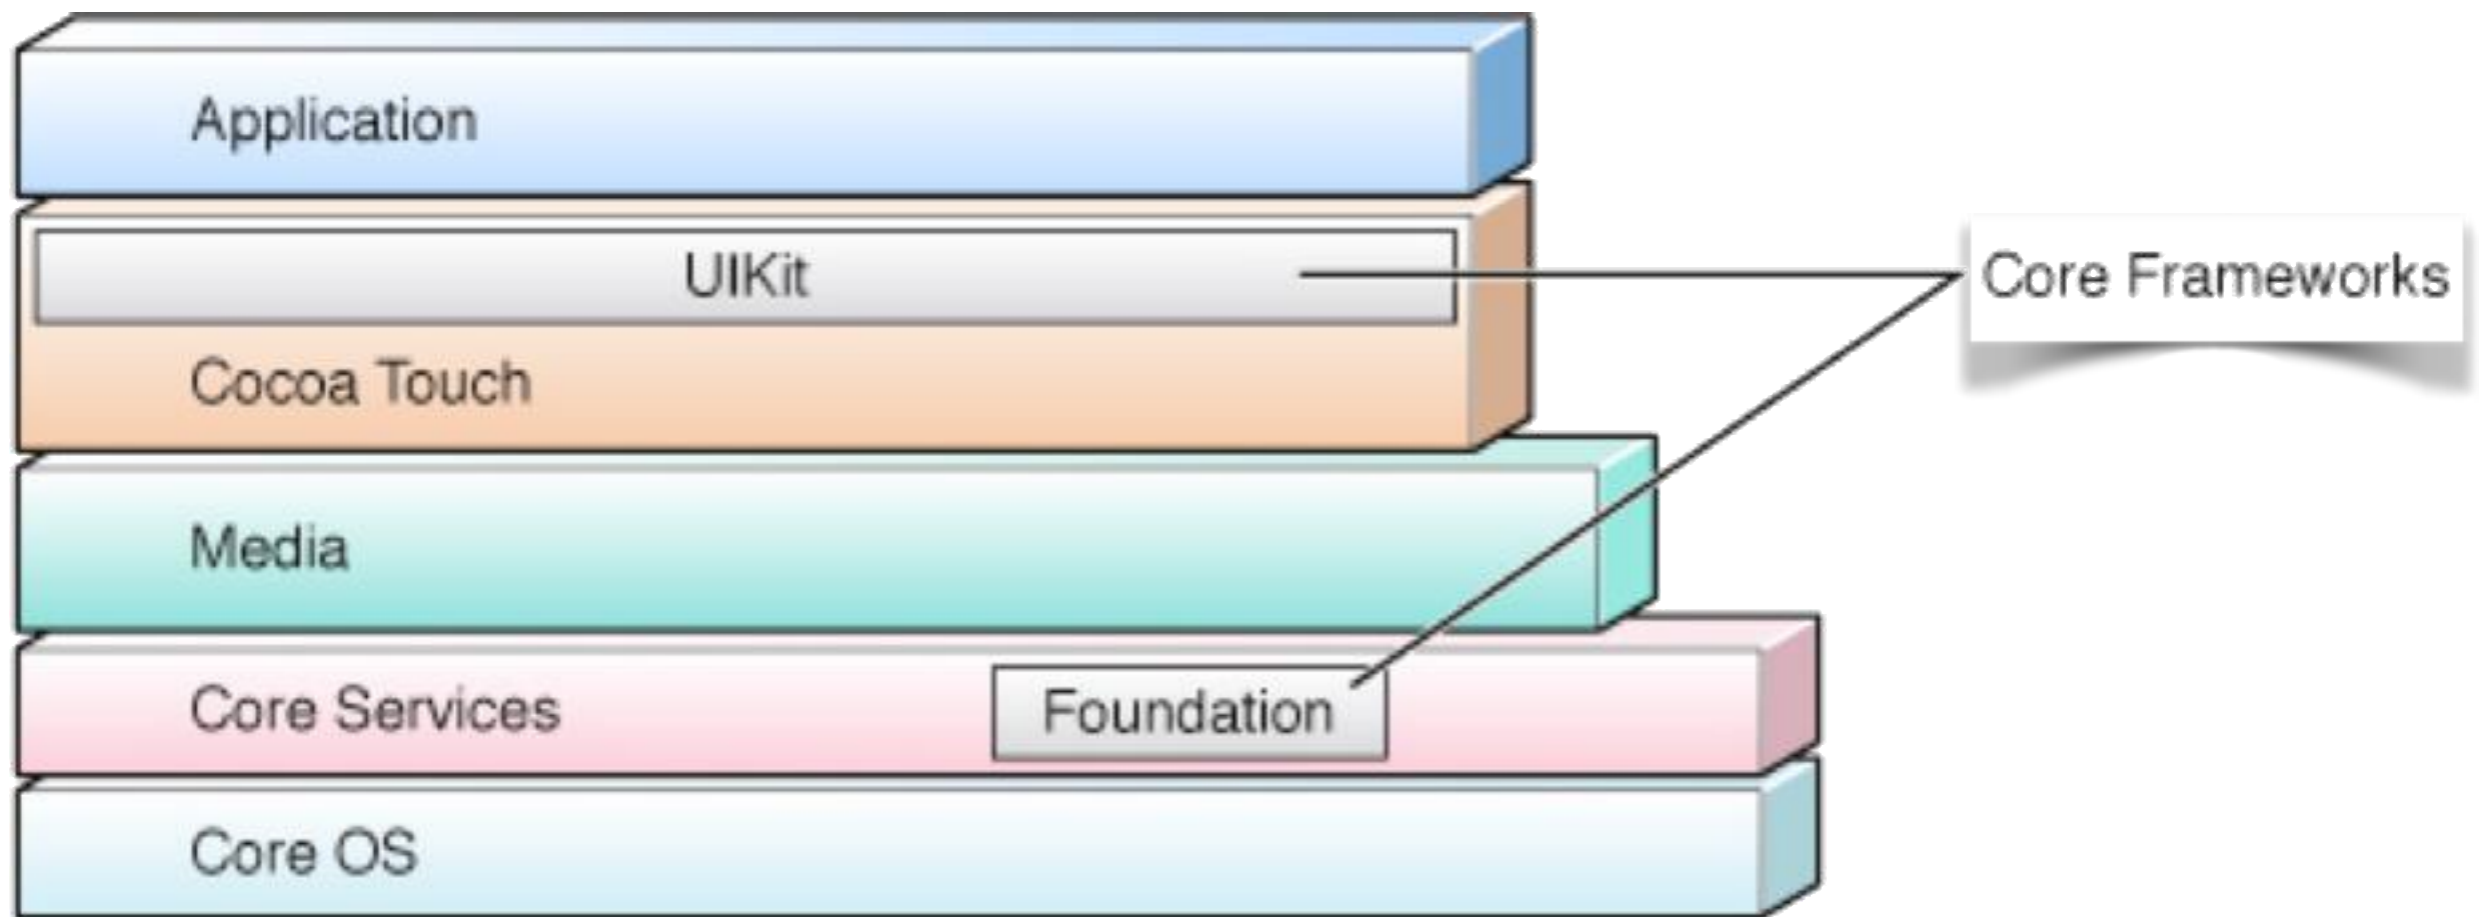 Application
UIKit
Core Frameworks
Cocoa Touch
Media
Core Services
Foundation
Core OS